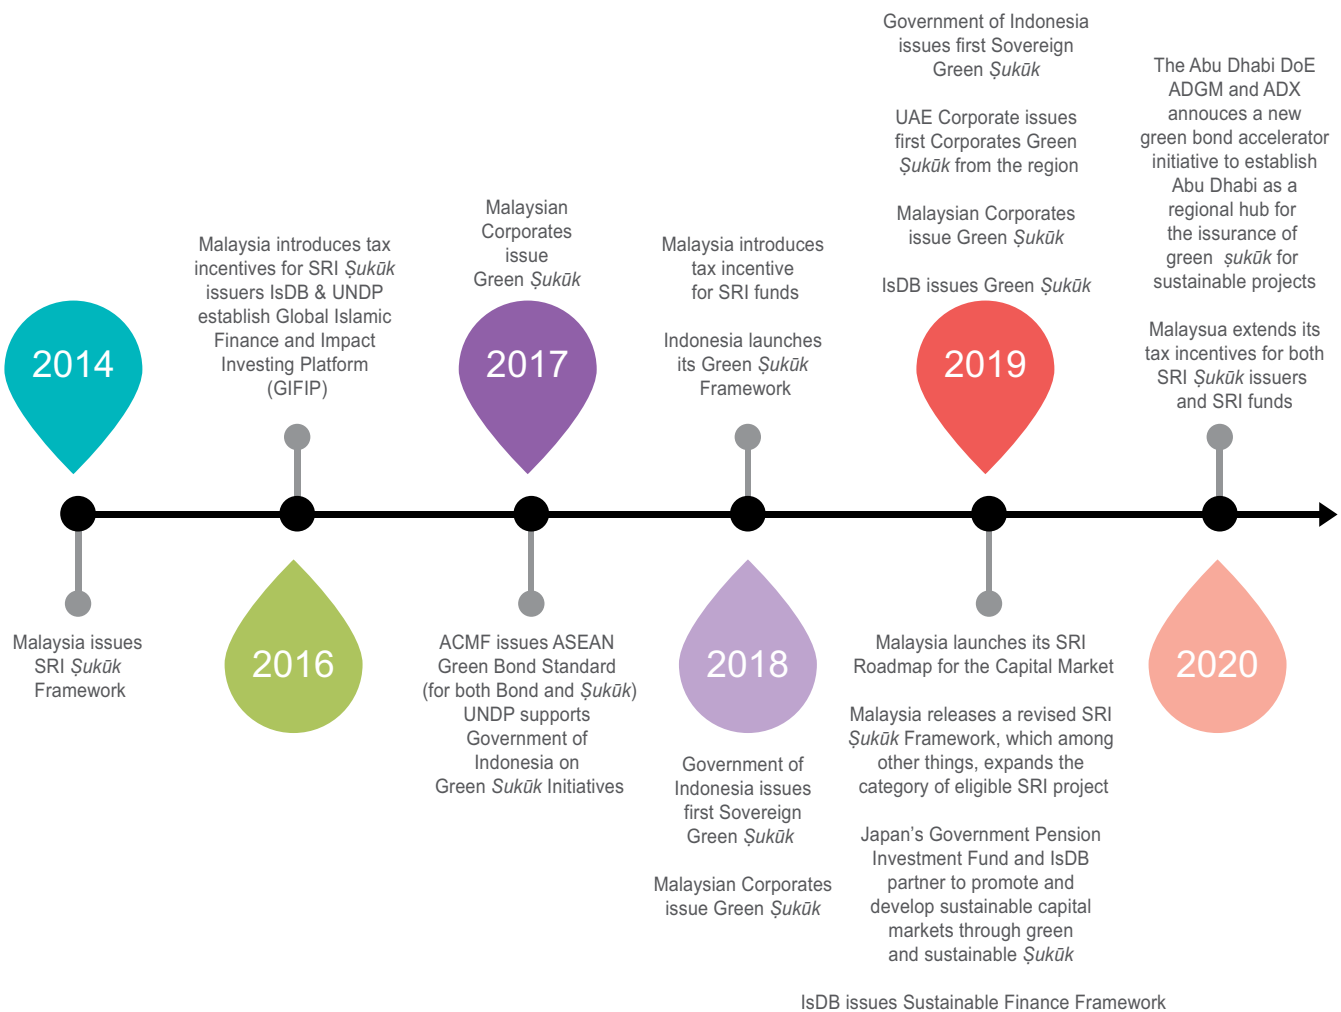 2014
Malaysia issues
SRI Ṣukūk
Framework
Malaysia introduces tax
incentives for SRI Ṣukūk
issuers IsDB & UNDP
establish Global Islamic
Finance and Impact
Investing Platform
(GIFIP)
2016
Malaysian
Corporates
issue
Green Ṣukūk
2017
ACMF issues ASEAN
Green Bond Standard
(for both Bond and Ṣukūk)
UNDP supports
Government of
Indonesia on
Green Sukūk Initiatives
Malaysia introduces
tax incentive
for SRI funds
Indonesia launches
its Green Ṣukūk
Framework
2018
Government of
Indonesia issues
first Sovereign
Green Ṣukūk
Malaysian Corporates
issue Green Ṣukūk
Government of Indonesia
issues first Sovereign
Green Ṣukūk
UAE Corporate issues
first Corporates Green
Ṣukūk from the region
Malaysian Corporates
issue Green Ṣukūk
IsDB issues Green Ṣukūk
2019
Malaysia launches its SRI
Roadmap for the Capital Market
Malaysia releases a revised SRI
Ṣukūk Framework, which among
other things, expands the
category of eligible SRI project
Japan’s Government Pension
Investment Fund and IsDB
partner to promote and
develop sustainable capital
markets through green
and sustainable Ṣukūk
IsDB issues Sustainable Finance Framework
The Abu Dhabi DoE
ADGM and ADX
annouces a new
green bond accelerator
initiative to establish
Abu Dhabi as a
regional hub for
the issurance of
green ṣukūk for
sustainable projects
Malaysua extends its
tax incentives for both
SRI Ṣukūk issuers
and SRI funds
2020